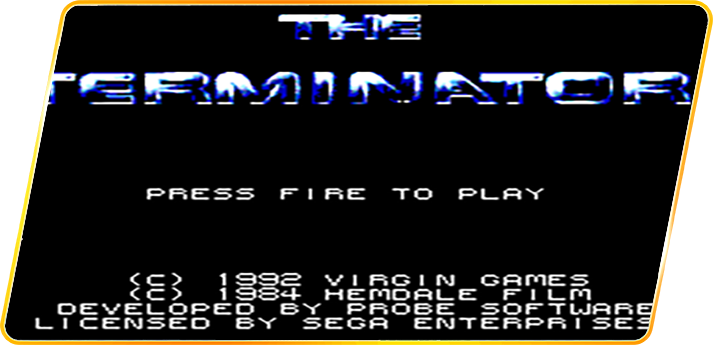 THE
TERMINATOR
PRESS FIRE TO PLAY
(C) 1992 VIRGIN GAMES
(C) 1984 HEMDALE FILM
DEVELOPED BY PROBE SOFTWARE
LICENSED BY SEGA ENTERPRISES